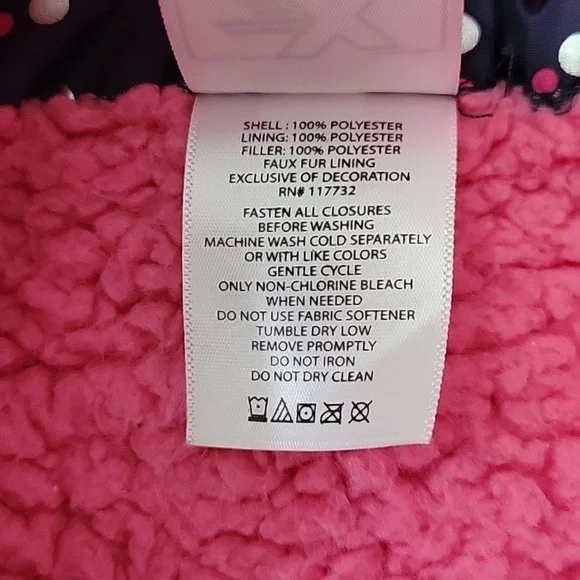 SHELL : 100% POLYESTER
LINING: 100% POLYESTER
FILLER: 100% POLYESTER
FAUX FUR LINING
EXCLUSIVE OF DECORATION
RN# 117732
FASTEN ALL CLOSURES
BEFORE WASHING
MACHINE WASH COLD SEPARATELY
OR WITH LIKE COLORS
GENTLE CYCLE
ONLY NON-CHLORINE BLEACH
WHEN NEEDED
DO NOT USE FABRIC SOFTENER
TUMBLE DRY LOW
REMOVE PROMPTLY
DO NOT IRON
DO NOT DRY CLEAN